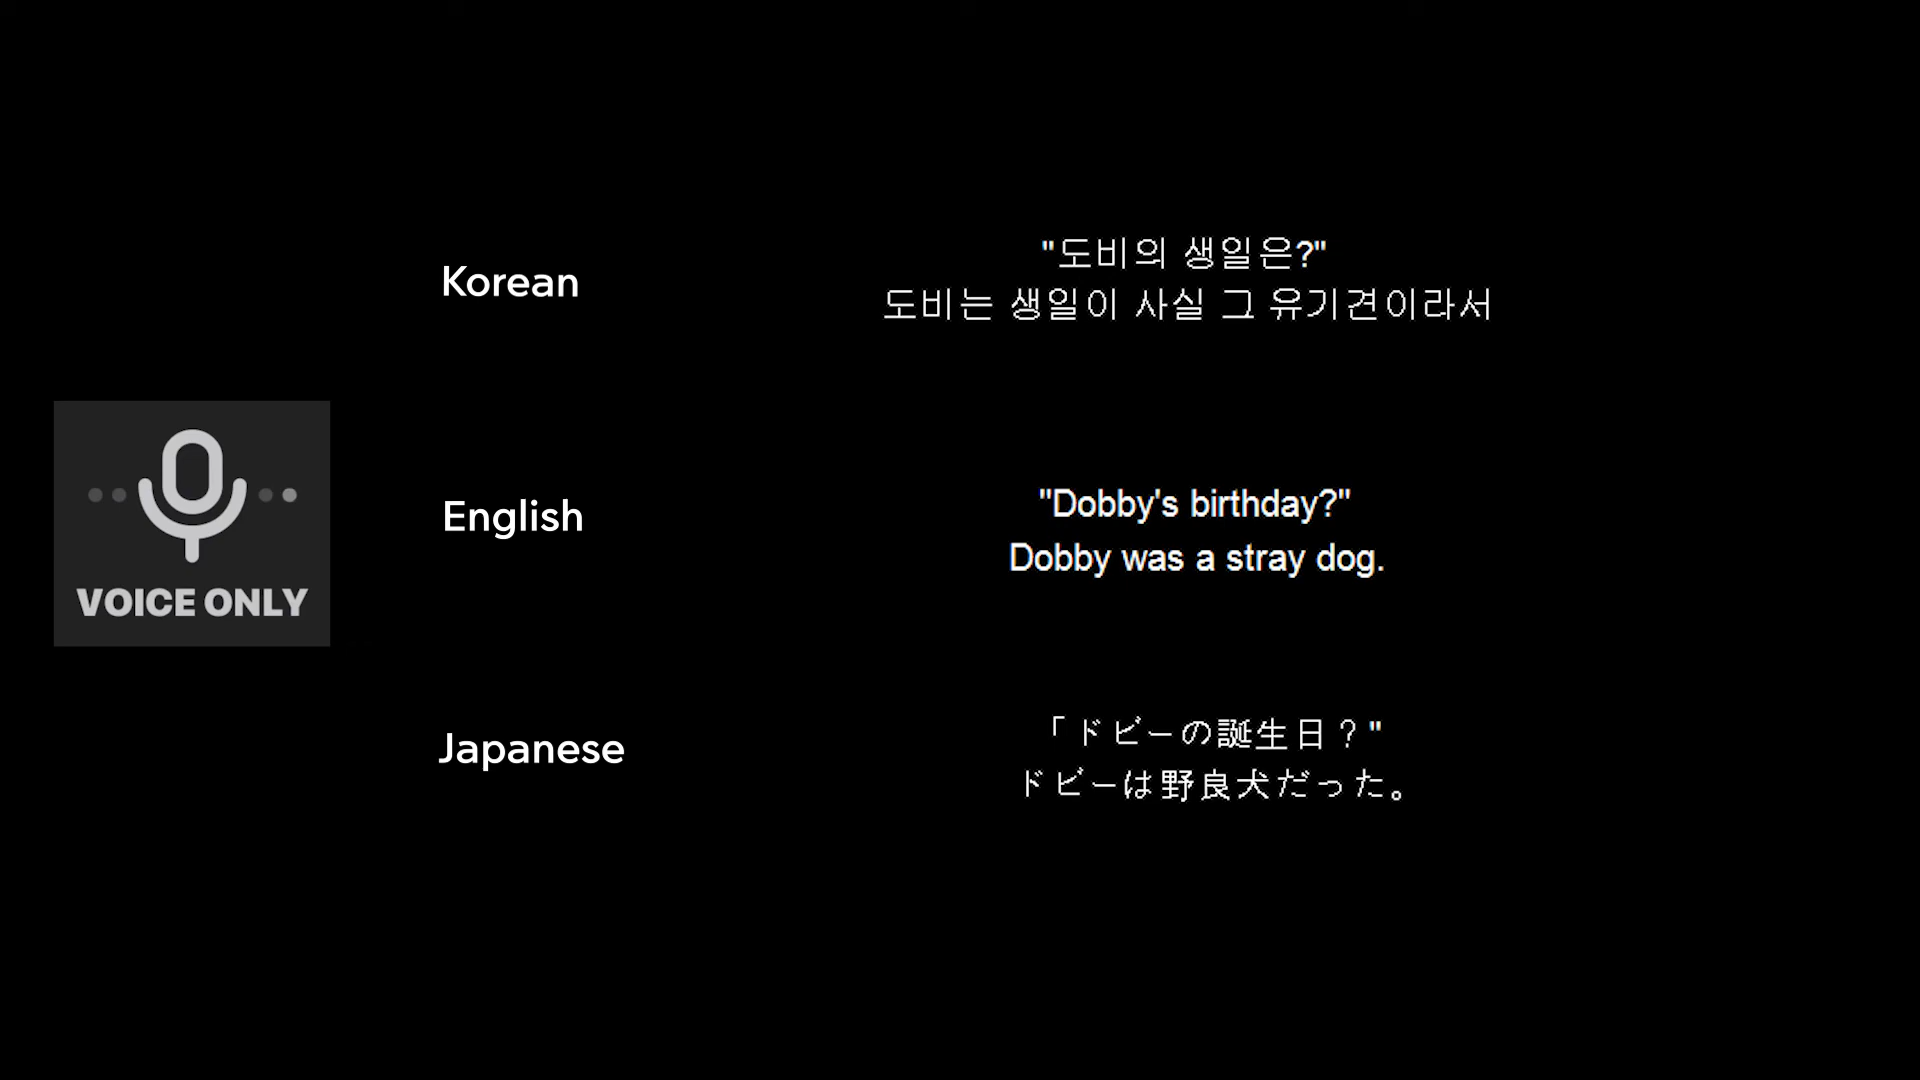 Korean
"도비의 생일은?"
도비는 생일이 사실 그 유기견이라서
VOICE ONLY
English
"Dobby's birthday?"
Dobby was a stray dog.
Japanese
「ドビーの誕生日？"
ドビーは野良犬だった。